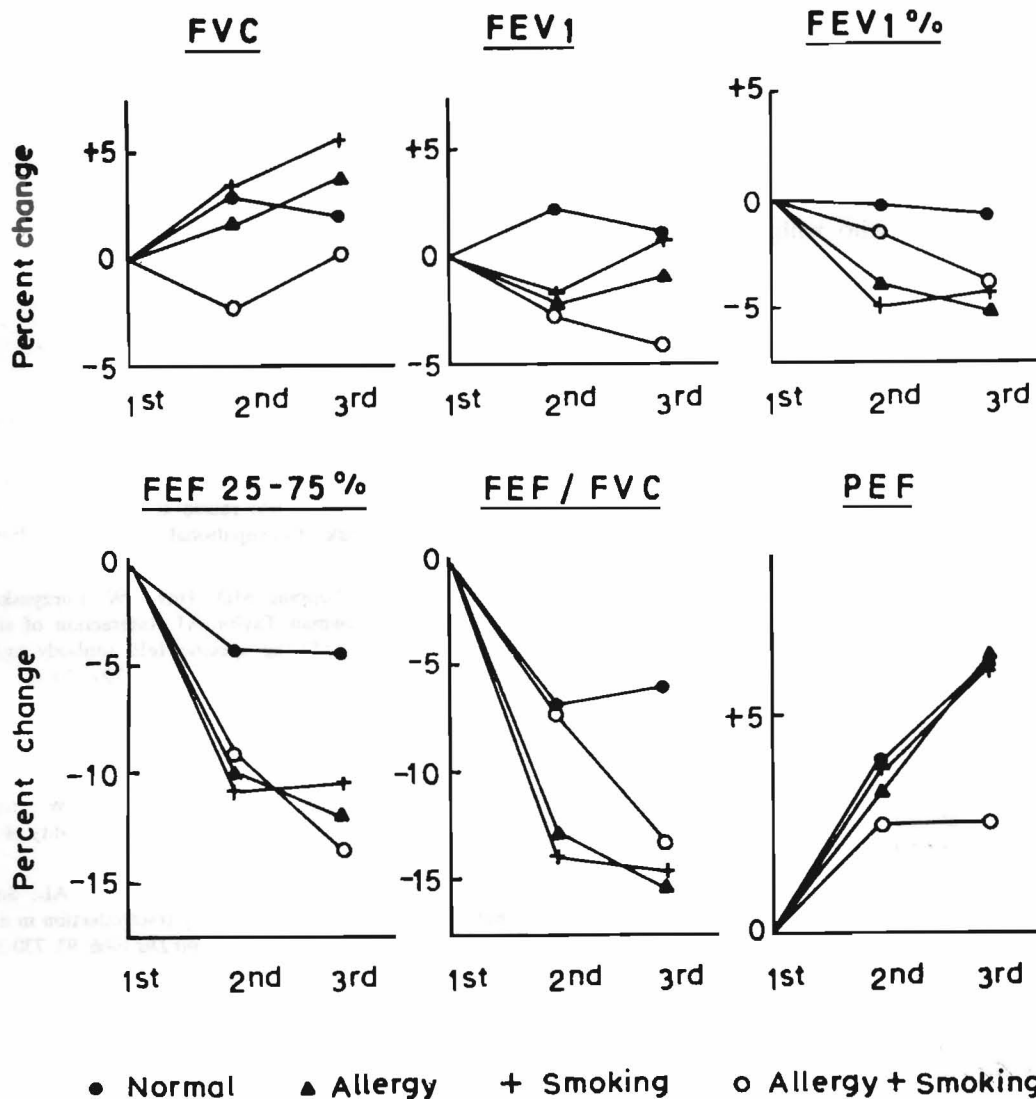 FVC FEV1 FEV1%
Percent change
+5
0
-5
1st 2nd 3rd
+5
0
-5
1st 2nd 3rd
+5
0
-5
1st 2nd 3rd
FEF 25-75% FEF / FVC PEF
Percent change
0
-5
-10
-15
1st 2nd 3rd
0
-5
-10
-15
1st 2nd 3rd
+5
0
1st 2nd 3rd
● Normal ▲ Allergy + Smoking ○ Allergy + Smoking